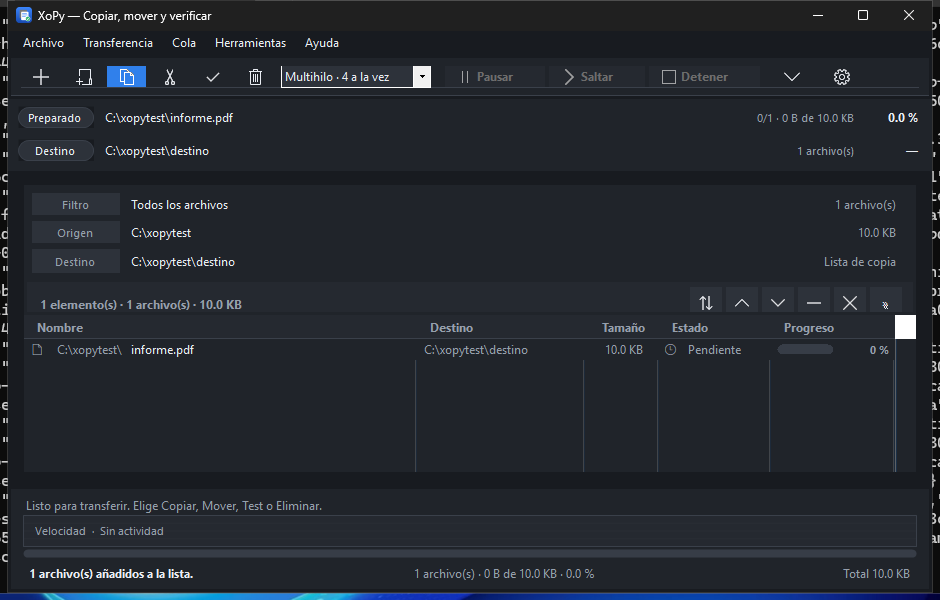 XoPy — Copiar, mover y verificar
Archivo Transferencia Cola Herramientas Ayuda
Multihilo · 4 a la vez Pausar Saltar Detener
Preparado C:\xopytest\informe.pdf 0/1 · 0 B de 10.0 KB 0.0 %
Destino C:\xopytest\destino 1 archivo(s) —
Filtro Todos los archivos 1 archivo(s)
Origen C:\xopytest 10.0 KB
Destino C:\xopytest\destino Lista de copia
1 elemento(s) · 1 archivo(s) · 10.0 KB
Nombre Destino Tamaño Estado Progreso
C:\xopytest\ informe.pdf C:\xopytest\destino 10.0 KB Pendiente 0 %
Listo para transferir. Elige Copiar, Mover, Test o Eliminar.
Velocidad · Sin actividad
1 archivo(s) añadidos a la lista. 1 archivo(s) · 0 B de 10.0 KB · 0.0 % Total 10.0 KB